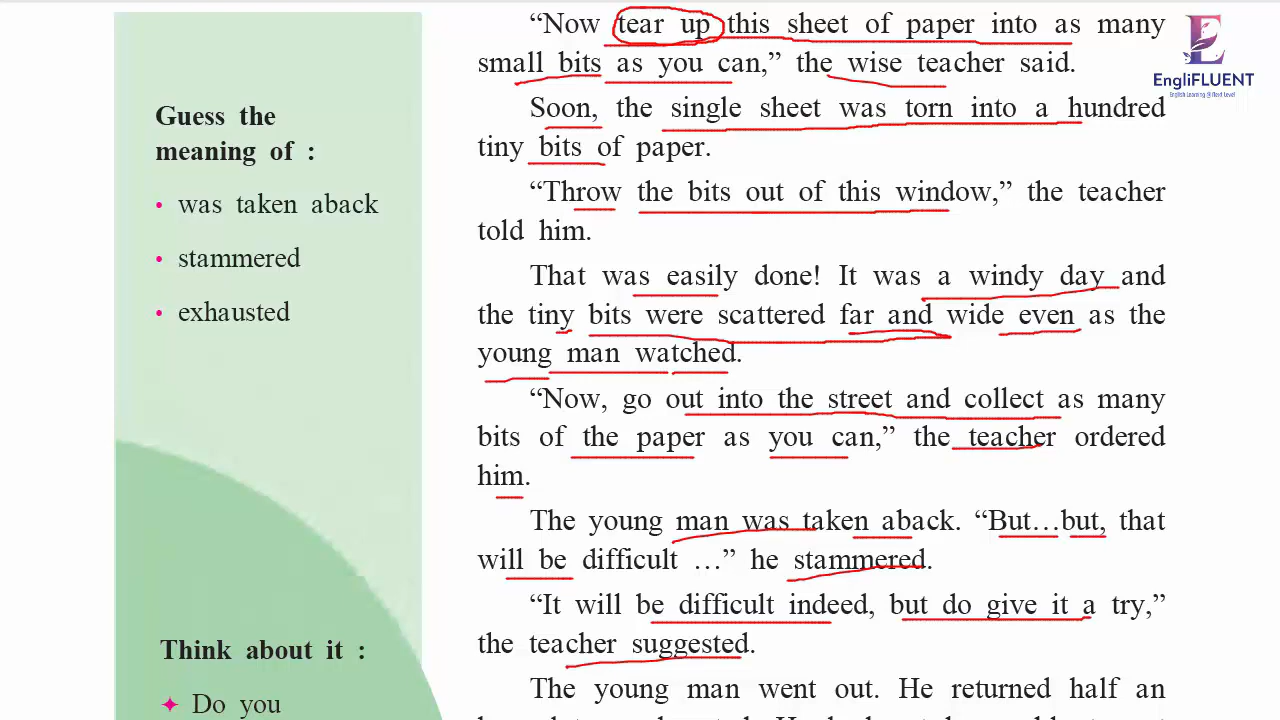 “Now tear up this sheet of paper into as many
small bits as you can,” the wise teacher said.
Soon, the single sheet was torn into a hundred
tiny bits of paper.
“Throw the bits out of this window,” the teacher
told him.
That was easily done! It was a windy day and
the tiny bits were scattered far and wide even as the
young man watched.
“Now, go out into the street and collect as many
bits of the paper as you can,” the teacher ordered
him.
The young man was taken aback. “But…but, that
will be difficult …” he stammered.
“It will be difficult indeed, but do give it a try,”
the teacher suggested.
The young man went out. He returned half an
Guess the
meaning of :
• was taken aback
• stammered
• exhausted
Think about it :
Do you
EngliFLUENT
English Learning @ Next Level